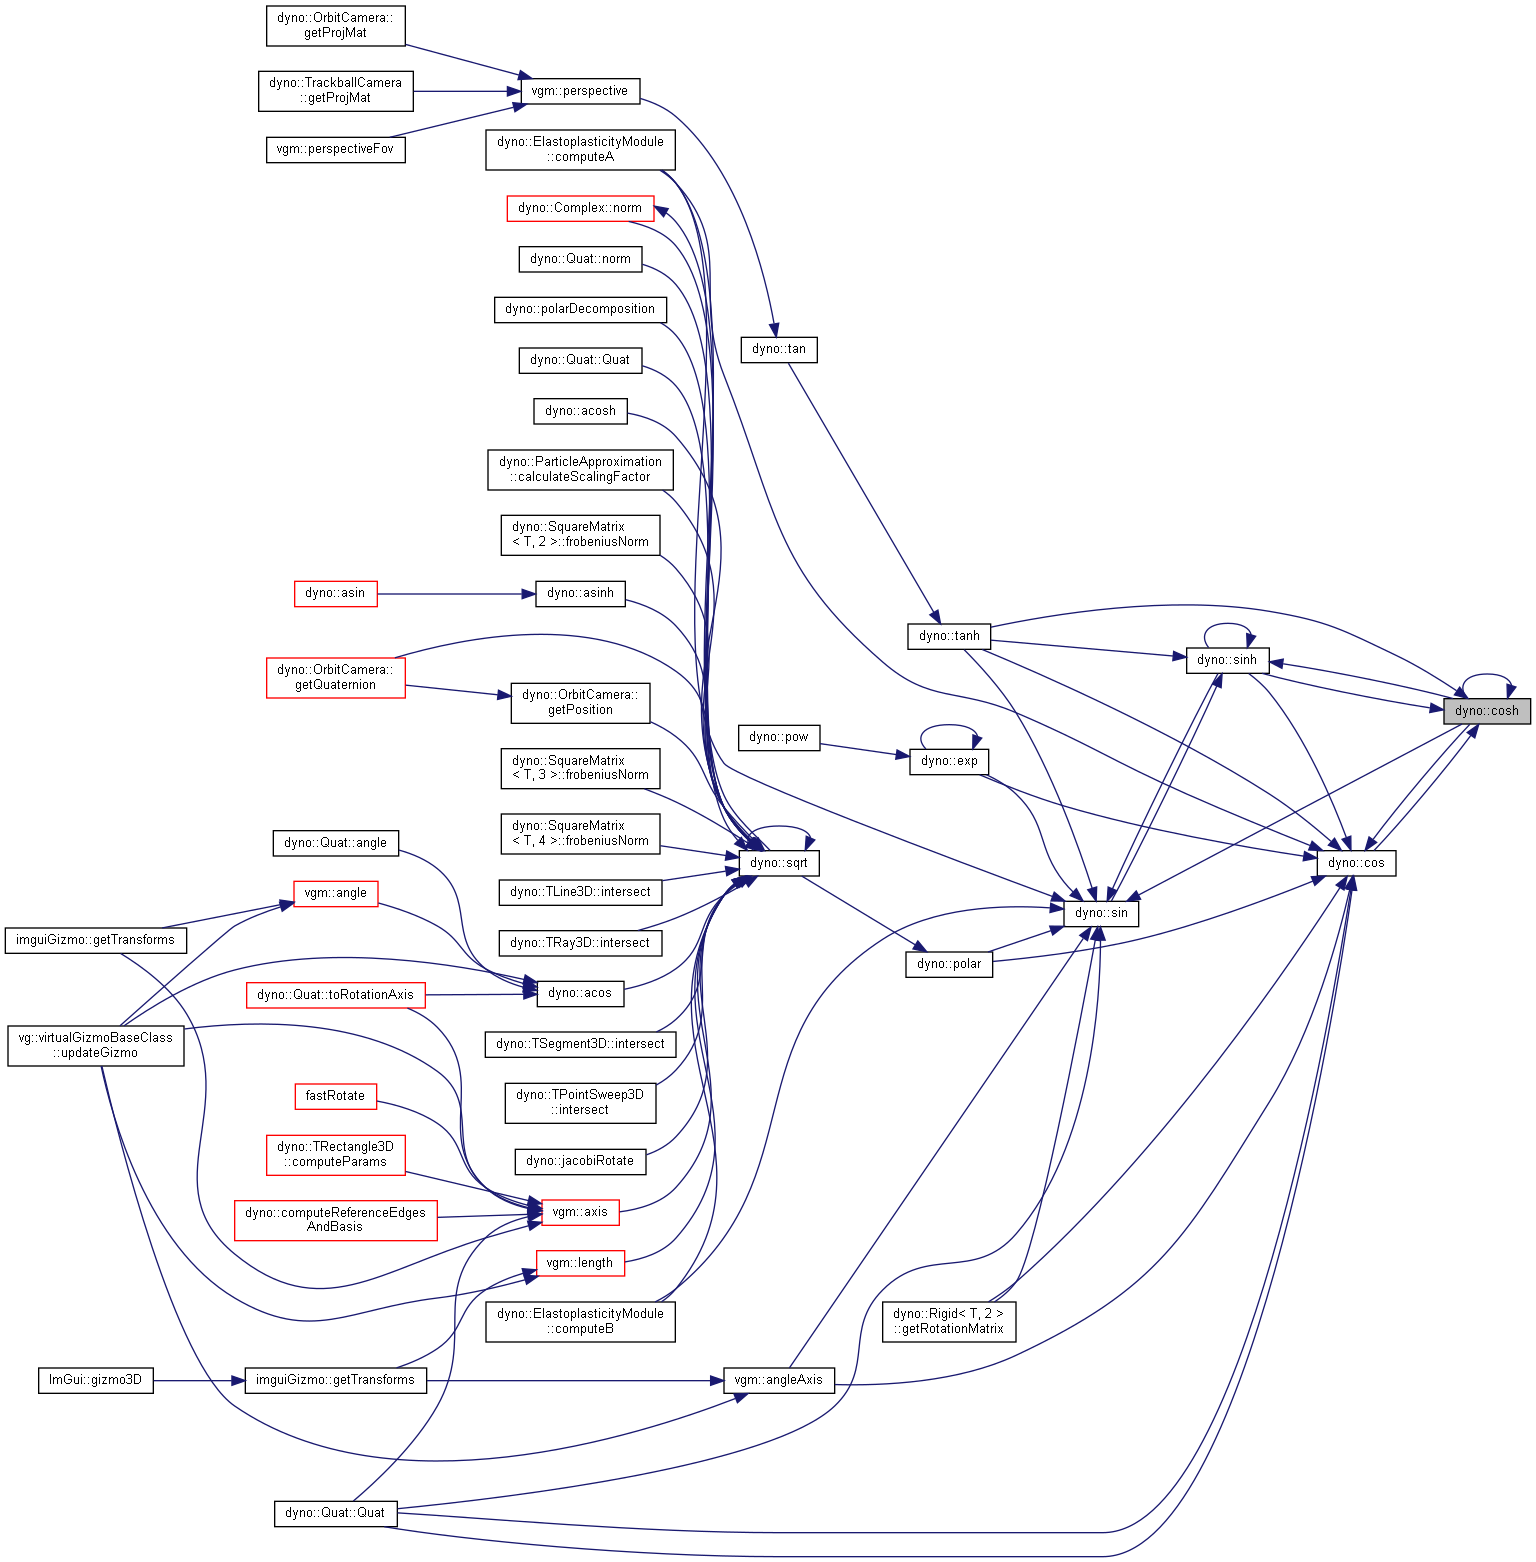 dyno::OrbitCamera::
getProjMat
dyno::TrackballCamera
::getProjMat
vgm::perspective
vgm::perspectiveFov
dyno::ElastoplasticityModule
::computeA
dyno::Complex::norm
dyno::Quat::norm
dyno::polarDecomposition
dyno::tan
dyno::Quat::Quat
dyno::acosh
dyno::ParticleApproximation
::calculateScalingFactor
dyno::SquareMatrix
< T, 2 >::frobeniusNorm
dyno::asin
dyno::asinh
dyno::tanh
dyno::sinh
dyno::OrbitCamera::
getQuaternion
dyno::OrbitCamera::
getPosition
dyno::cosh
dyno::pow
dyno::exp
dyno::SquareMatrix
< T, 3 >::frobeniusNorm
dyno::SquareMatrix
< T, 4 >::frobeniusNorm
dyno::Quat::angle
dyno::sqrt
dyno::cos
vgm::angle
dyno::TLine3D::intersect
dyno::sin
imguiGizmo::getTransforms
dyno::TRay3D::intersect
dyno::polar
dyno::Quat::toRotationAxis
dyno::acos
vg::virtualGizmoBaseClass
::updateGizmo
dyno::TSegment3D::intersect
fastRotate
dyno::TPointSweep3D
::intersect
dyno::TRectangle3D
::computeParams
dyno::jacobiRotate
dyno::computeReferenceEdges
AndBasis
vgm::axis
vgm::length
dyno::ElastoplasticityModule
::computeB
dyno::Rigid< T, 2 >
::getRotationMatrix
ImGui::gizmo3D
imguiGizmo::getTransforms
vgm::angleAxis
dyno::Quat::Quat